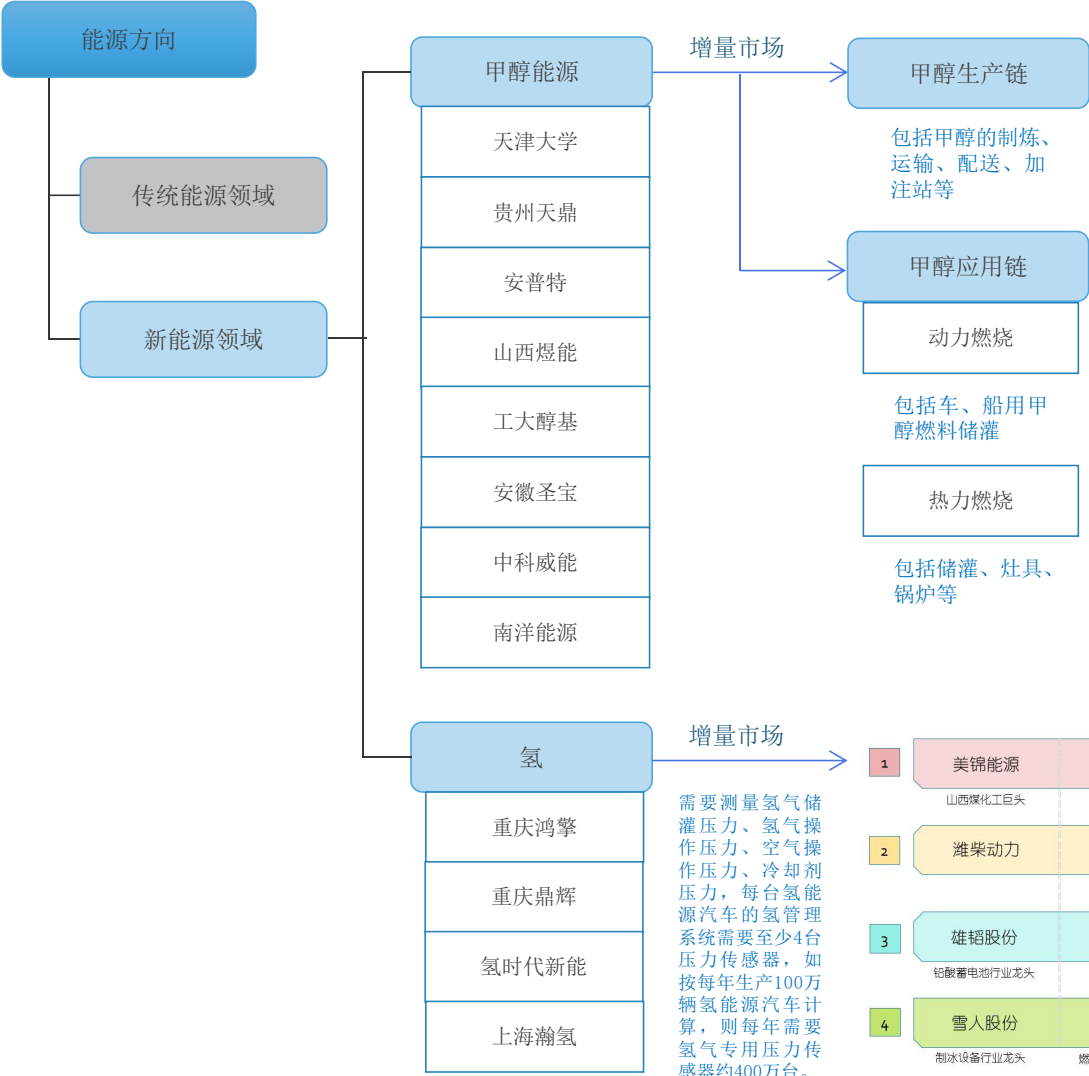 能源方向
传统能源领域
新能源领域
甲醇能源
天津大学
贵州天鼎
安普特
山西煜能
工大醇基
安徽圣宝
中科威能
南洋能源
增量市场
甲醇生产链
包括甲醇的制炼、
运输、配送、加
注站等
甲醇应用链
动力燃烧
包括车、船用甲
醇燃料储灌
热力燃烧
包括储灌、灶具、
锅炉等
氢
重庆鸿擎
重庆鼎辉
氢时代新能
上海瀚氢
增量市场
需要测量氢气储
灌压力、氢气操
作压力、空气操
作压力、冷却剂
压力，每台氢能
源汽车的氢管理
系统需要至少4台
压力传感器，如
按每年生产100万
辆氢能源汽车计
算，则每年需要
氢气专用压力传
感器约400万台。
1
美锦能源
山西煤化工巨头
2
潍柴动力
3
雄韬股份
铅酸蓄电池行业龙头
4
雪人股份
制冰设备行业龙头
燃